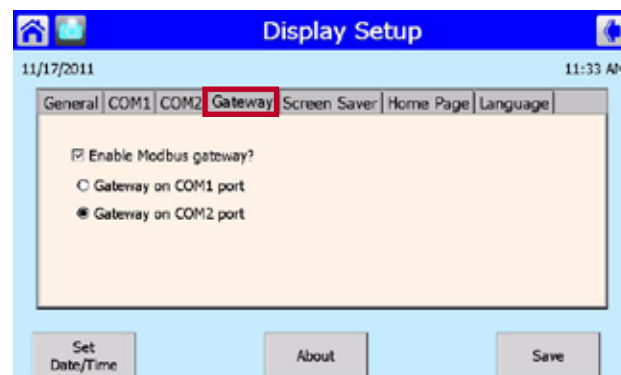 Display Setup
11/17/2011 11:33 AM
General COM1 COM2 Gateway Screen Saver Home Page Language
Enable Modbus gateway?
Gateway on COM1 port
Gateway on COM2 port
Set About Save
Date/Time